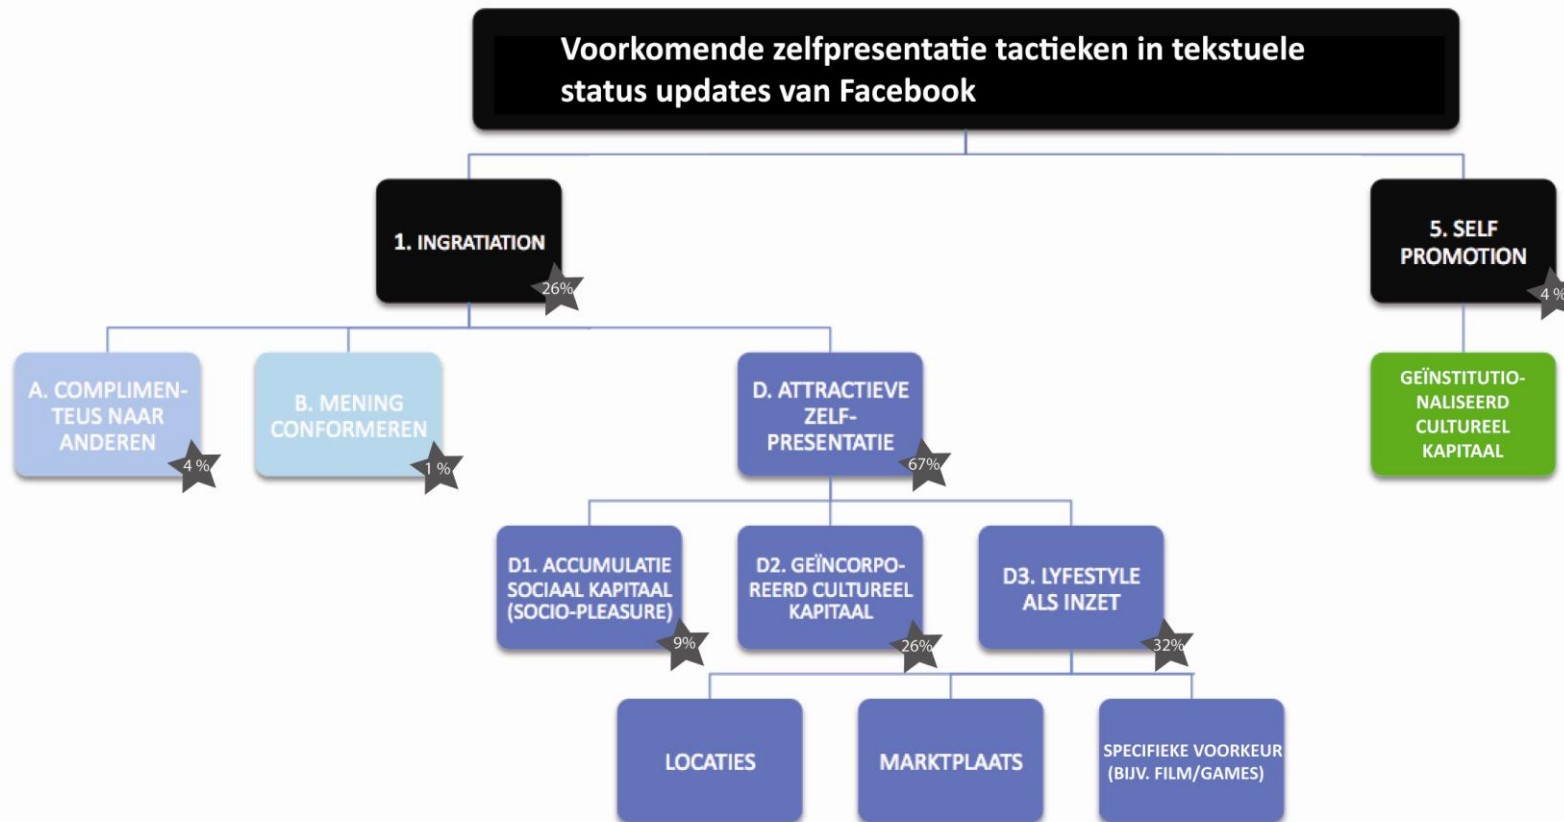 Voorkomende zelfpresentatie tactieken in tekstuele
status updates van Facebook
1. INGRATIATION
26%
5. SELF
PROMOTION
4 %
A. COMPLIMEN-
TEUS NAAR
ANDEREN
4 %
B. MENING
CONFORMEREN
1 %
D. ATTRACTIEVE
ZELF-
PRESENTATIE
67%
GEÏNSTITUTIO-
NALISEERD
CULTUREEL
KAPITAAL
D1. ACCUMULATIE
SOCIAAL KAPITAAL
(SOCIO-PLEASURE)
9%
D2. GEÏNCORPO-
REERD CULTUREEL
KAPITAAL
26%
D3. LYFESTYLE
ALS INZET
32%
LOCATIES
MARKTPLAATS
SPECIFIEKE VOORKEUR
(BIJV. FILM/GAMES)